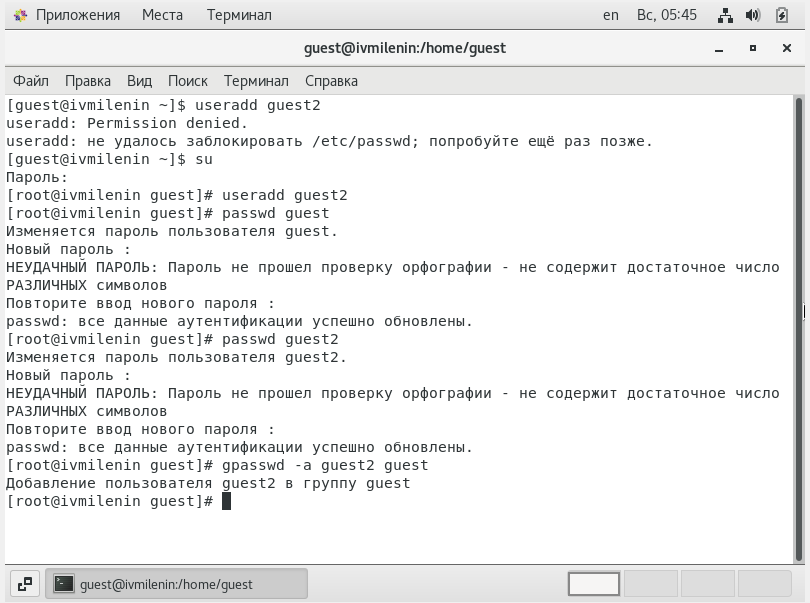 Приложения Места Терминал en Вс, 05:45
guest@ivmilenin:/home/guest
Файл Правка Вид Поиск Терминал Справка
[guest@ivmilenin ~]$ useradd guest2
useradd: Permission denied.
useradd: не удалось заблокировать /etc/passwd; попробуйте ещё раз позже.
[guest@ivmilenin ~]$ su
Пароль:
[root@ivmilenin guest]# useradd guest2
[root@ivmilenin guest]# passwd guest
Изменяется пароль пользователя guest.
Новый пароль :
НЕУДАЧНЫЙ ПАРОЛЬ: Пароль не прошел проверку орфографии - не содержит достаточное число
РАЗЛИЧНЫХ символов
Повторите ввод нового пароля :
passwd: все данные аутентификации успешно обновлены.
[root@ivmilenin guest]# passwd guest2
Изменяется пароль пользователя guest2.
Новый пароль :
НЕУДАЧНЫЙ ПАРОЛЬ: Пароль не прошел проверку орфографии - не содержит достаточное число
РАЗЛИЧНЫХ символов
Повторите ввод нового пароля :
passwd: все данные аутентификации успешно обновлены.
[root@ivmilenin guest]# gpasswd -a guest2 guest
Добавление пользователя guest2 в группу guest
[root@ivmilenin guest]#
guest@ivmilenin:/home/guest